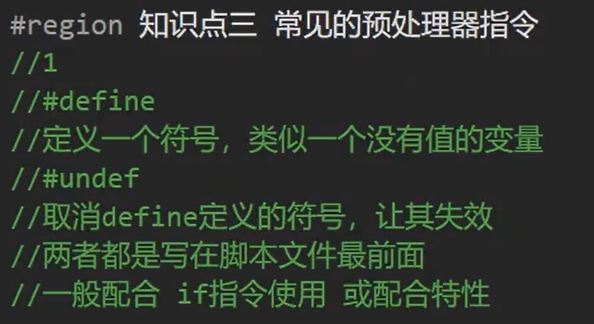 #region 知识点三 常见的预处理器指令
//1
//#define
//定义一个符号，类似一个没有值的变量
//#undef
//取消define定义的符号，让其失效
//两者都是写在脚本文件最前面
//一般配合 if指令使用 或配合特性